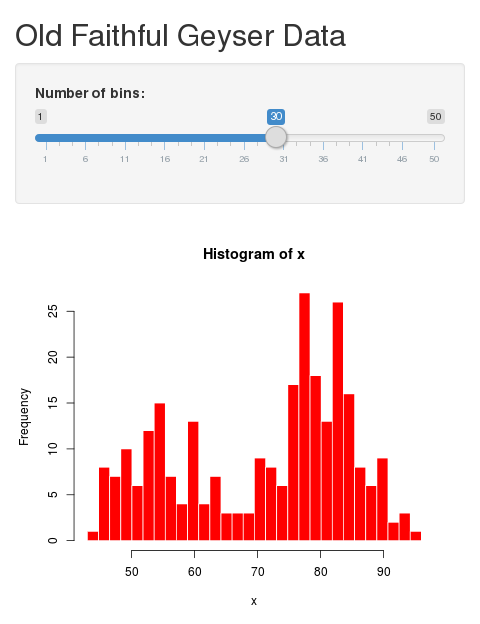 Old Faithful Geyser Data
Number of bins:
1 30 50
1 6 11 16 21 26 31 36 41 46 50
Histogram of x
25
20
15
10
5
0
Frequency
50 60 70 80 90
x